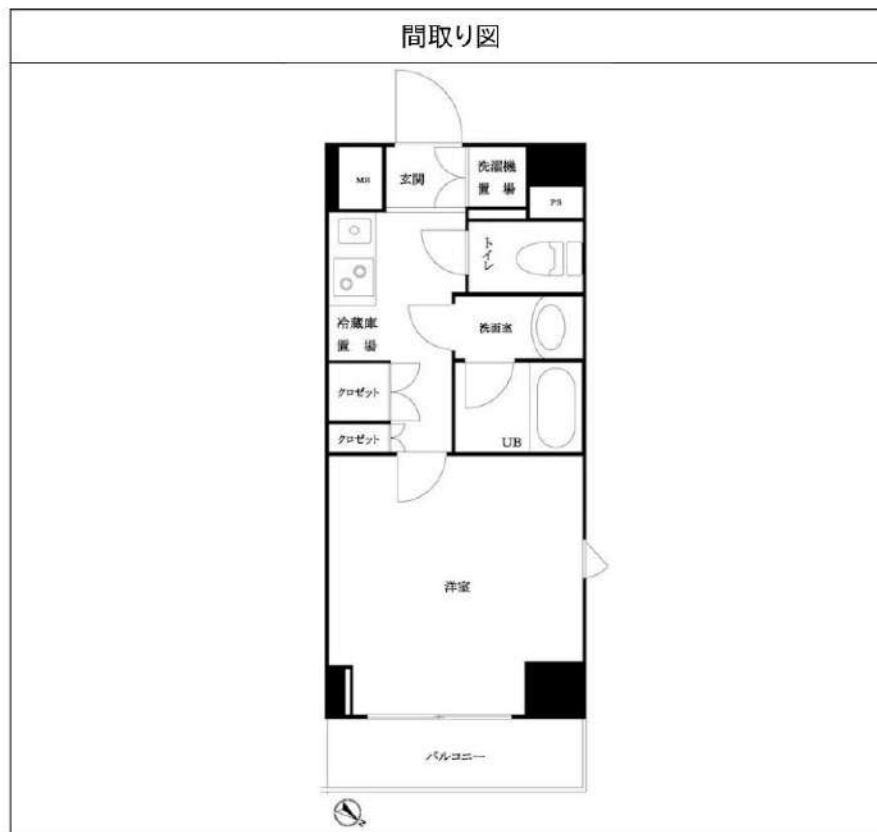 間取り図
MB
玄関
洗濯機
置場
PS
トイレ
冷蔵庫
置場
洗面室
クロゼット
クロゼット
UB
洋室
バルコニー
N